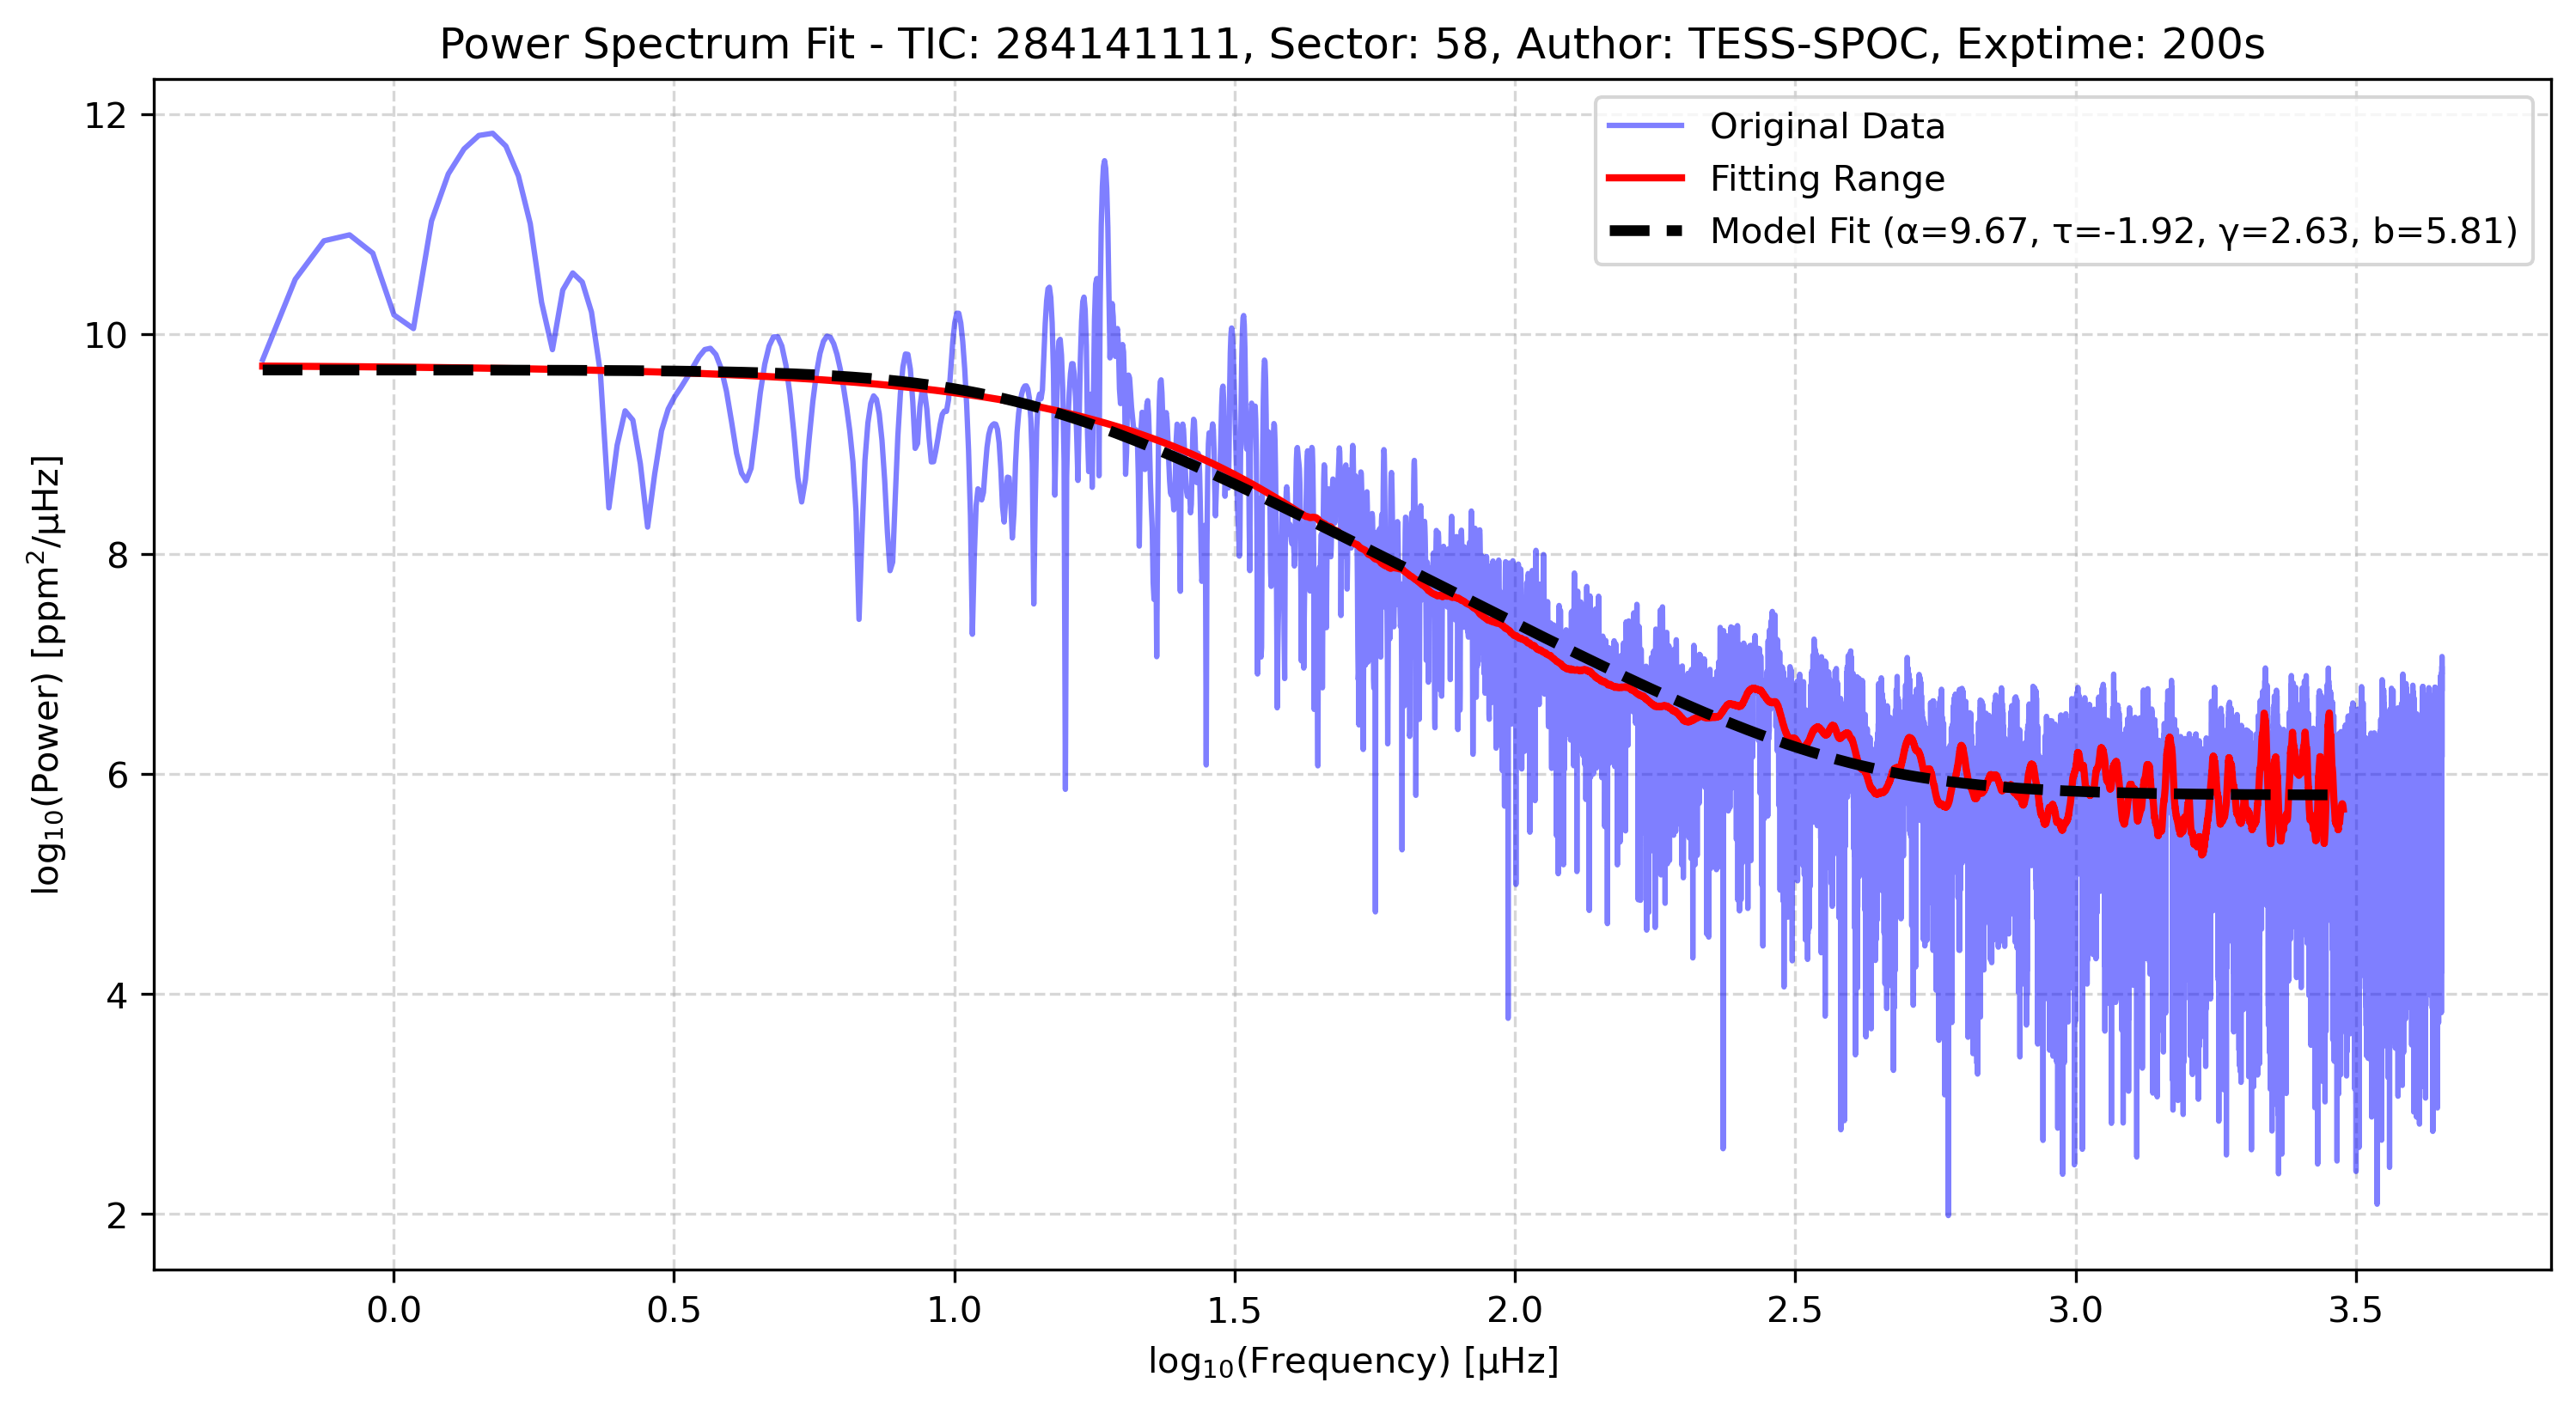 Power Spectrum Fit - TIC: 284141111, Sector: 58, Author: TESS-SPOC, Exptime: 200s
Original Data
Fitting Range
Model Fit (α=9.67, τ=-1.92, γ=2.63, b=5.81)
log₁₀(Power) [ppm²/μHz]
12
10
8
6
4
2
0.0 0.5 1.0 1.5 2.0 2.5 3.0 3.5
log₁₀(Frequency) [μHz]